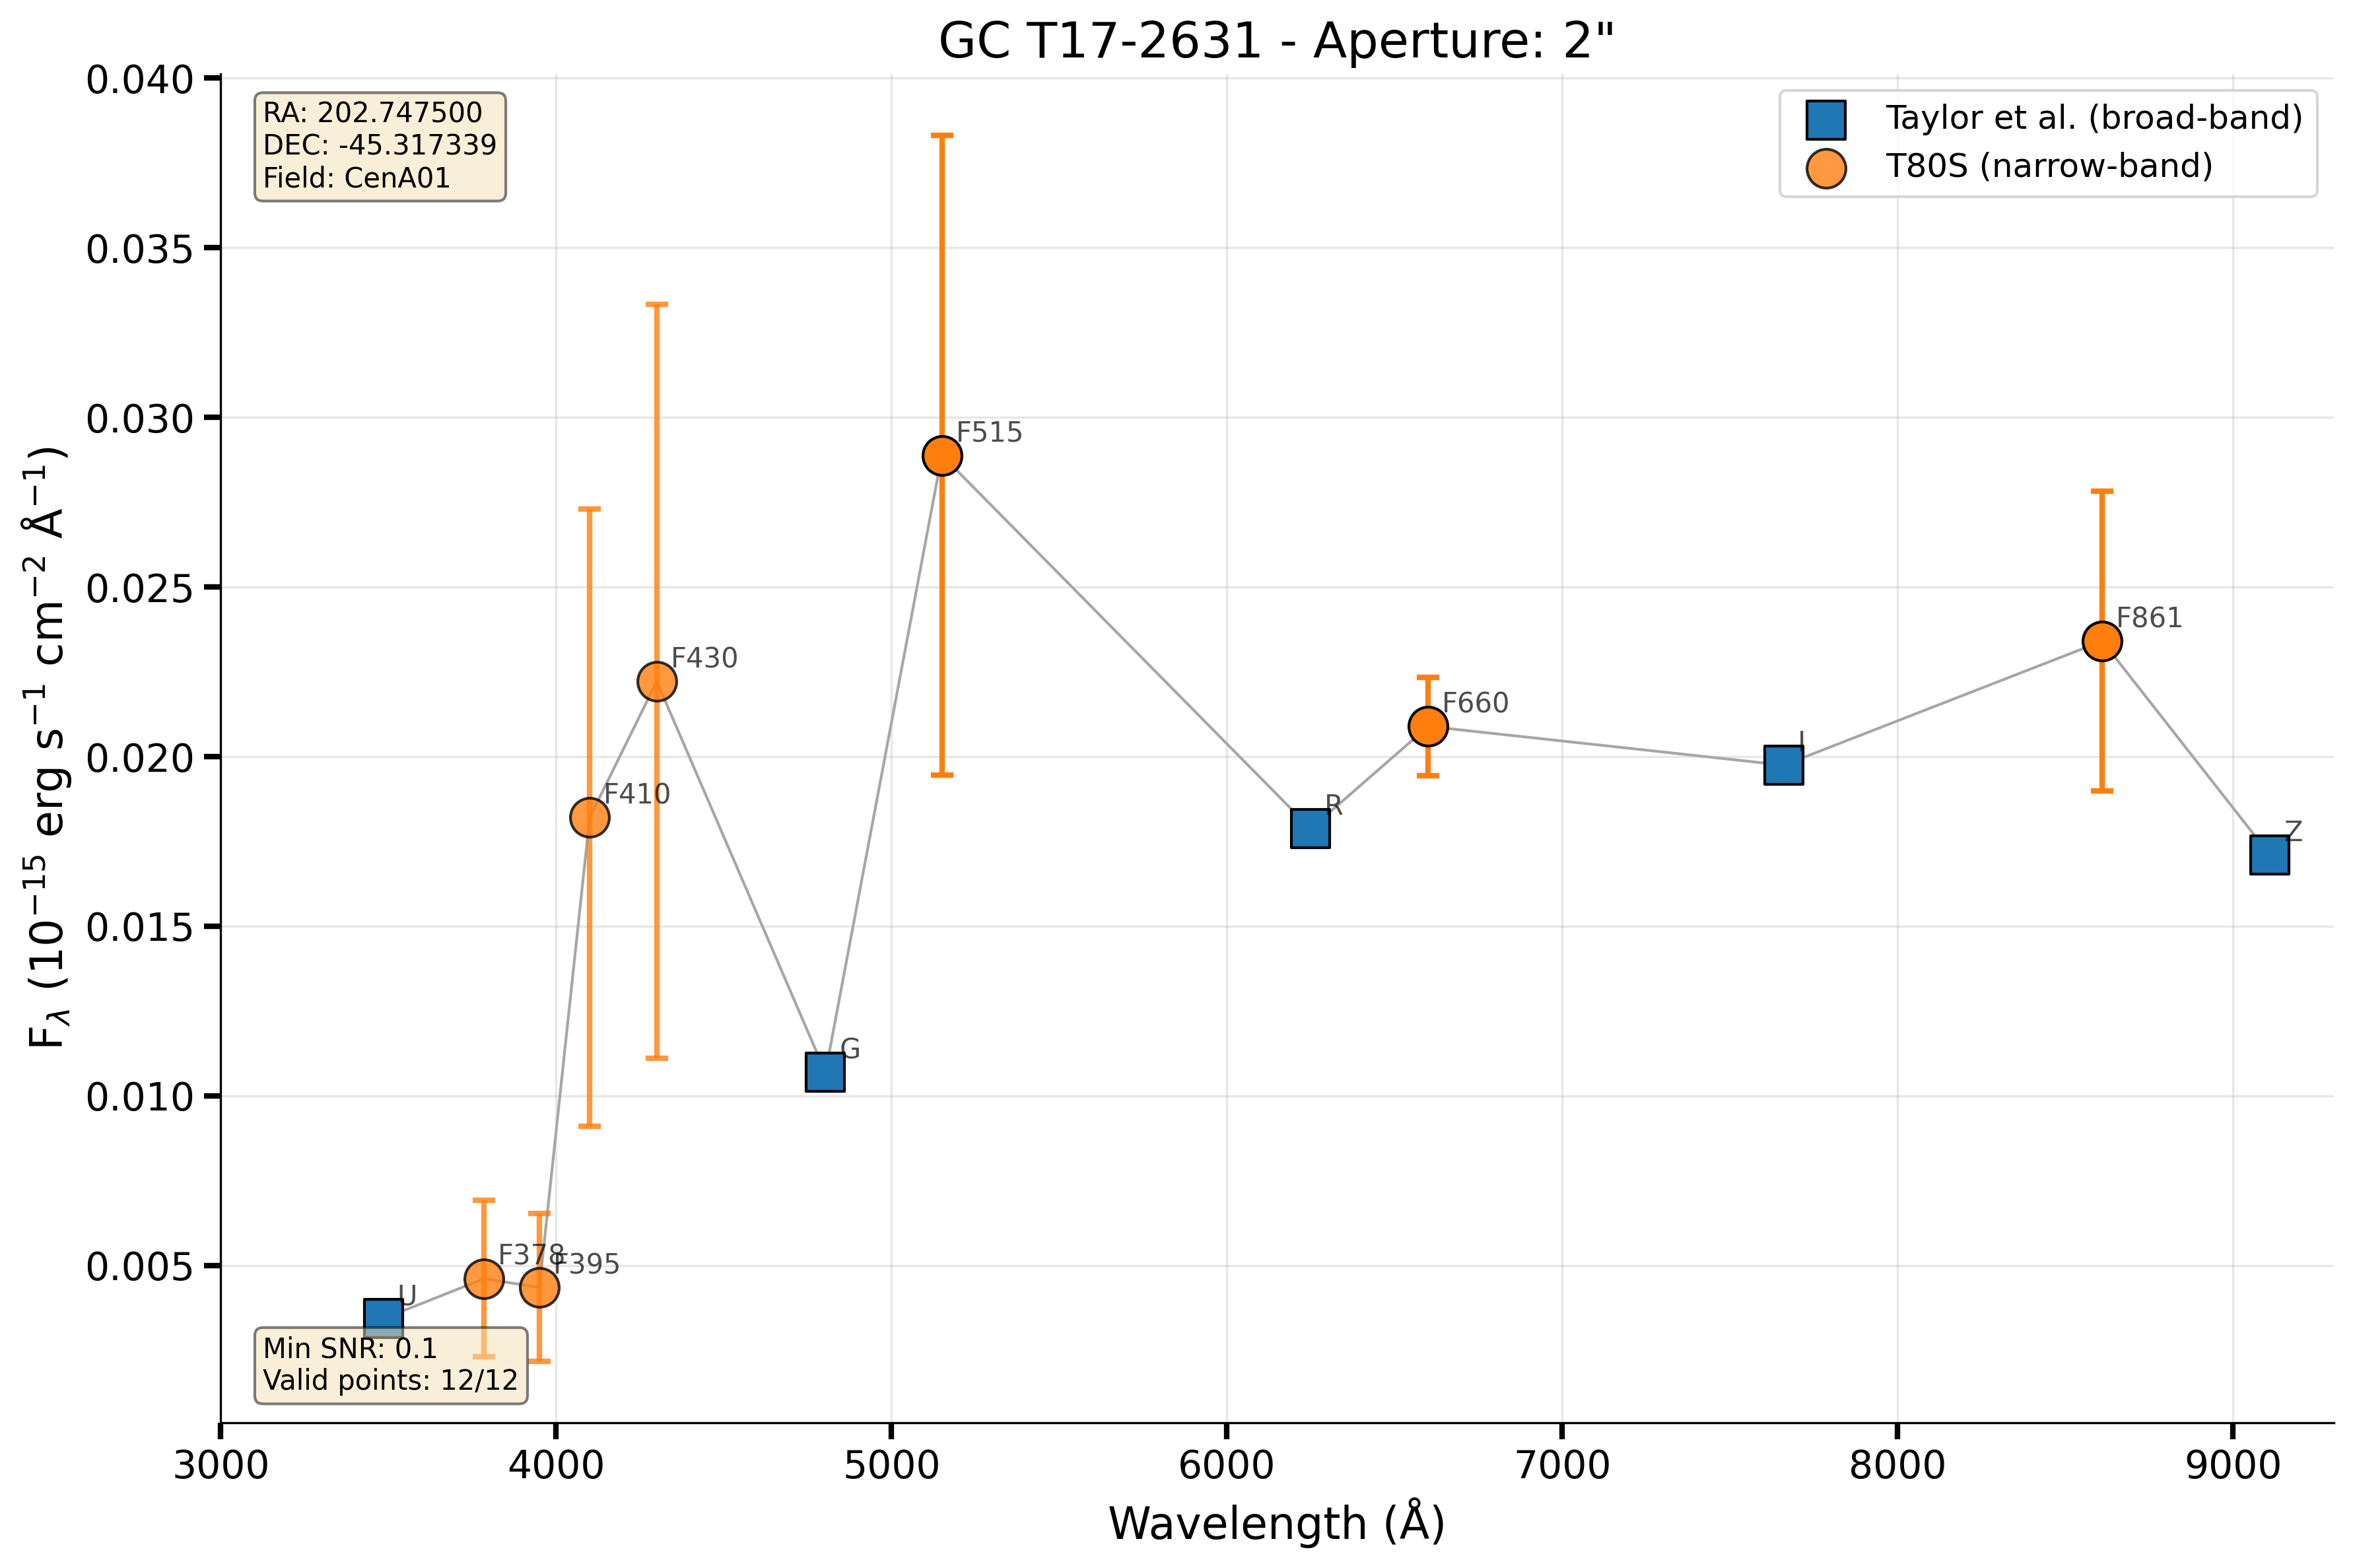 GC T17-2631 - Aperture: 2"
RA: 202.747500
DEC: -45.317339
Field: CenA01
Taylor et al. (broad-band)
T80S (narrow-band)
F_λ (10⁻¹⁵ erg s⁻¹ cm⁻² Å⁻¹)
0.040
0.035
0.030
0.025
0.020
0.015
0.010
0.005
U
F378
F395
F410
F430
G
F515
R
F660
I
F861
Z
Min SNR: 0.1
Valid points: 12/12
3000 4000 5000 6000 7000 8000 9000
Wavelength (Å)